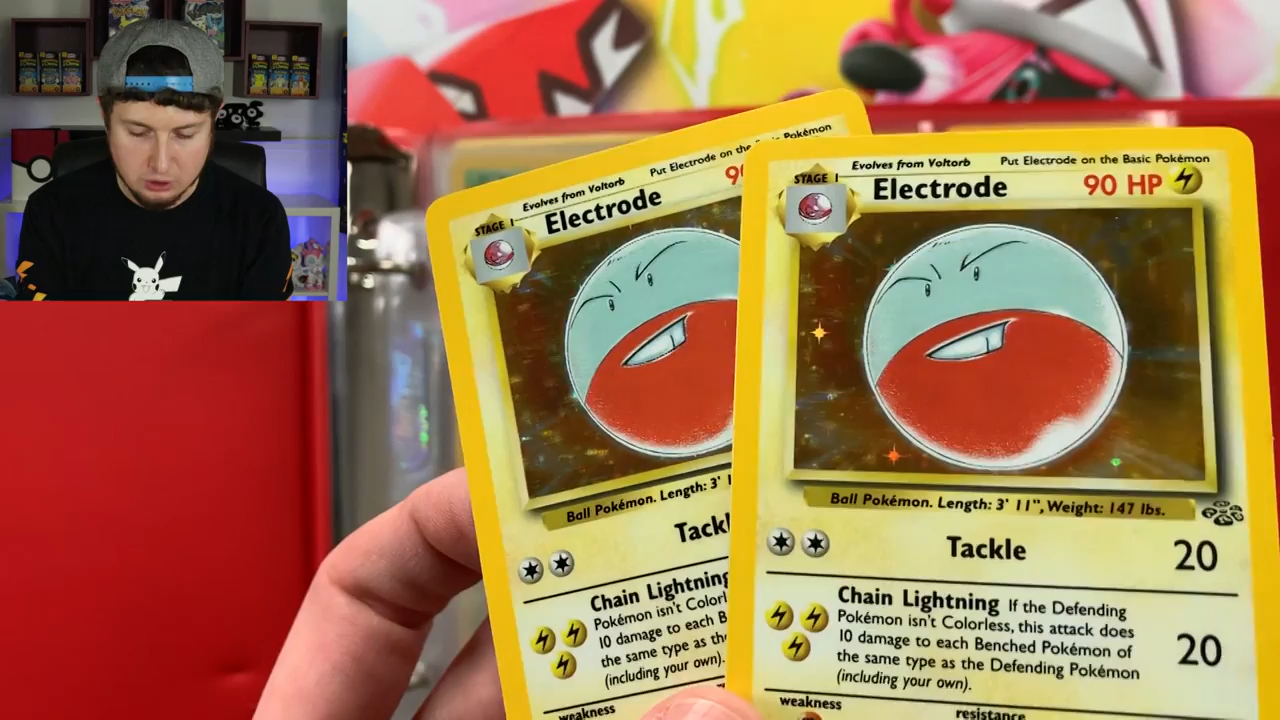 Evolves from Voltorb
Put Electrode on the Basic Pokémon
STAGE 1
Electrode
Ball Pokémon. Length: 3'
Tackl
Chain Lightning
Pokémon isn't Colorl
10 damage to each B
the same type as the
(including your own).
weakness
Evolves from Voltorb
Put Electrode on the Basic Pokémon
STAGE 1
Electrode
90 HP
Ball Pokémon. Length: 3' 11", Weight: 147 lbs.
Tackle
20
Chain Lightning If the Defending
Pokémon isn't Colorless, this attack does
10 damage to each Benched Pokémon of
the same type as the Defending Pokémon
(including your own).
20
weakness
resistance